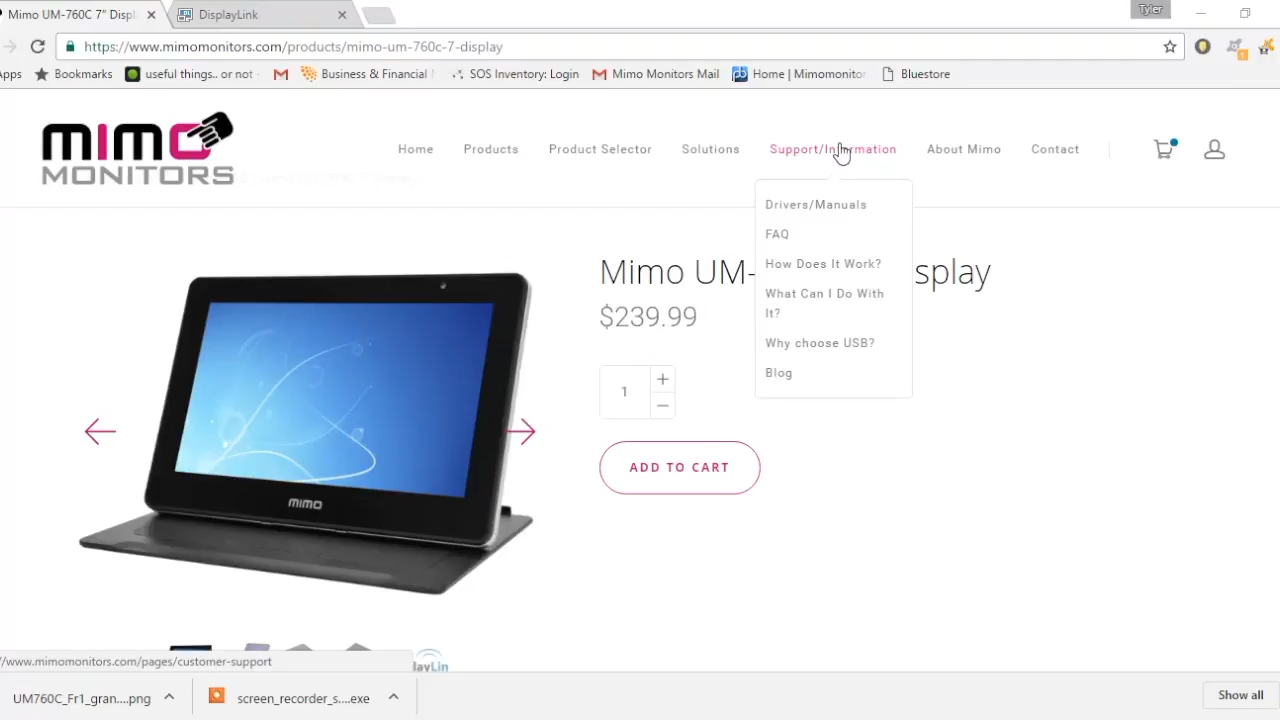 Mimo UM-760C 7" Displ
DisplayLink
Tyler
https://www.mimomonitors.com/products/mimo-um-760c-7-display
Apps
Bookmarks
useful things.. or not
Business & Financial
SOS Inventory: Login
Mimo Monitors Mail
Home | Mimomonitor
Bluestore
1
mimo
MONITORS
Home
Products
Product Selector
Solutions
Support/Information
About Mimo
Contact
Drivers/Manuals
FAQ
How Does It Work?
What Can I Do With
It?
Why choose USB?
Blog
Mimo UM- splay
$239.99
1
+
−
ADD TO CART
mimo
layLin
//www.mimomonitors.com/pages/customer-support
UM760C_Fr1_gran....png
screen_recorder_s....exe
Show all